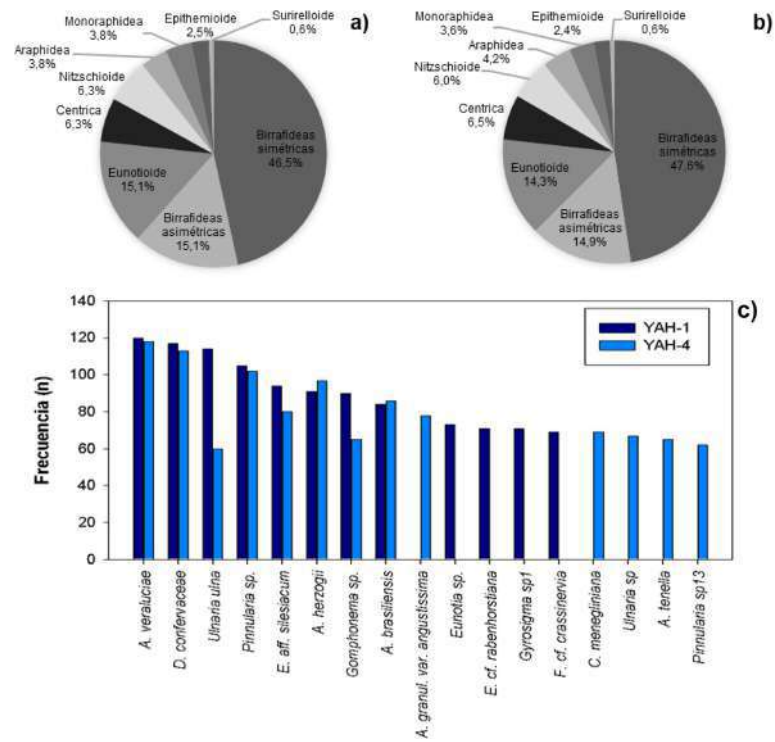 a)
Epithemioide
2,5%
Surirelloide
0,6%
Monoraphidea
3,8%
Araphidea
3,8%
Nitzschioide
6,3%
Centrica
6,3%
Eunotioide
15,1%
Birrafideas
asimétricas
15,1%
Birrafideas
simétricas
46,5%
b)
Epithemioide
2,4%
Surirelloide
0,6%
Monoraphidea
3,6%
Araphidea
4,2%
Nitzschioide
6,0%
Centrica
6,5%
Eunotioide
14,3%
Birrafideas
asimétricas
14,9%
Birrafideas
simétricas
47,6%
c)
YAH-1
YAH-4
Frecuencia (n)
140
120
100
80
60
40
20
0
A. veraluciae
D. confervaceae
Ulnaria ulna
Pinnularia sp.
E. aff. silesiacum
A. herzogii
Gomphonema sp.
A. brasiliensis
A. granul. var. angustissima
Eunotia sp.
E. cf. rabenhorstiana
Gyrosigma sp1
F. cf. crassinervia
C. menegliniana
Ulnaria sp
A. tenella
Pinnularia sp13